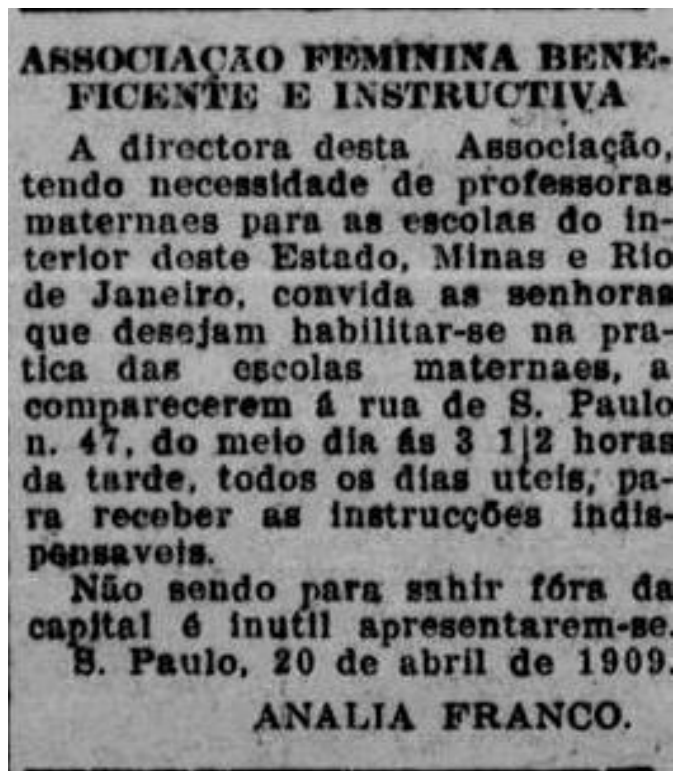 ASSOCIAÇÃO FEMININA BENE-
FICENTE E INSTRUCTIVA
A directora desta Associação,
tendo necessidade de professoras
maternaes para as escolas do in-
terior deste Estado, Minas e Rio
de Janeiro, convida as senhoras
que desejam habilitar-se na pra-
tica das escolas maternaes, a
comparecerem á rua de S. Paulo
n. 47, do meio dia ás 3 1|2 horas
da tarde, todos os dias uteis, pa-
ra receber as instrucções indis-
pensaveis.
Não sendo para sahir fóra da
capital é inutil apresentarem-se.
S. Paulo, 20 de abril de 1909.
ANALIA FRANCO.